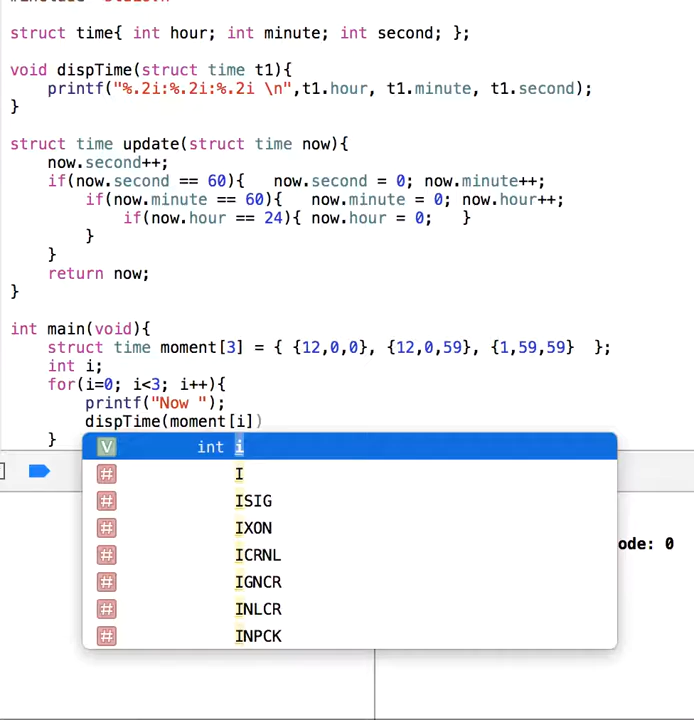 struct time{ int hour; int minute; int second; };
void dispTime(struct time t1){
printf("%.2i:%.2i:%.2i \n",t1.hour, t1.minute, t1.second);
}
struct time update(struct time now){
now.second++;
if(now.second == 60){   now.second = 0; now.minute++;
if(now.minute == 60){   now.minute = 0; now.hour++;
if(now.hour == 24){ now.hour = 0;   }
}
}
return now;
}
int main(void){
struct time moment[3] = { {12,0,0}, {12,0,59}, {1,59,59}  };
int i;
for(i=0; i<3; i++){
printf("Now ");
dispTime(moment[i])
}
V int i
# I
# ISIG
# IXON
# ICRNL
# IGNCR
# INLCR
# INPCK
ode: 0